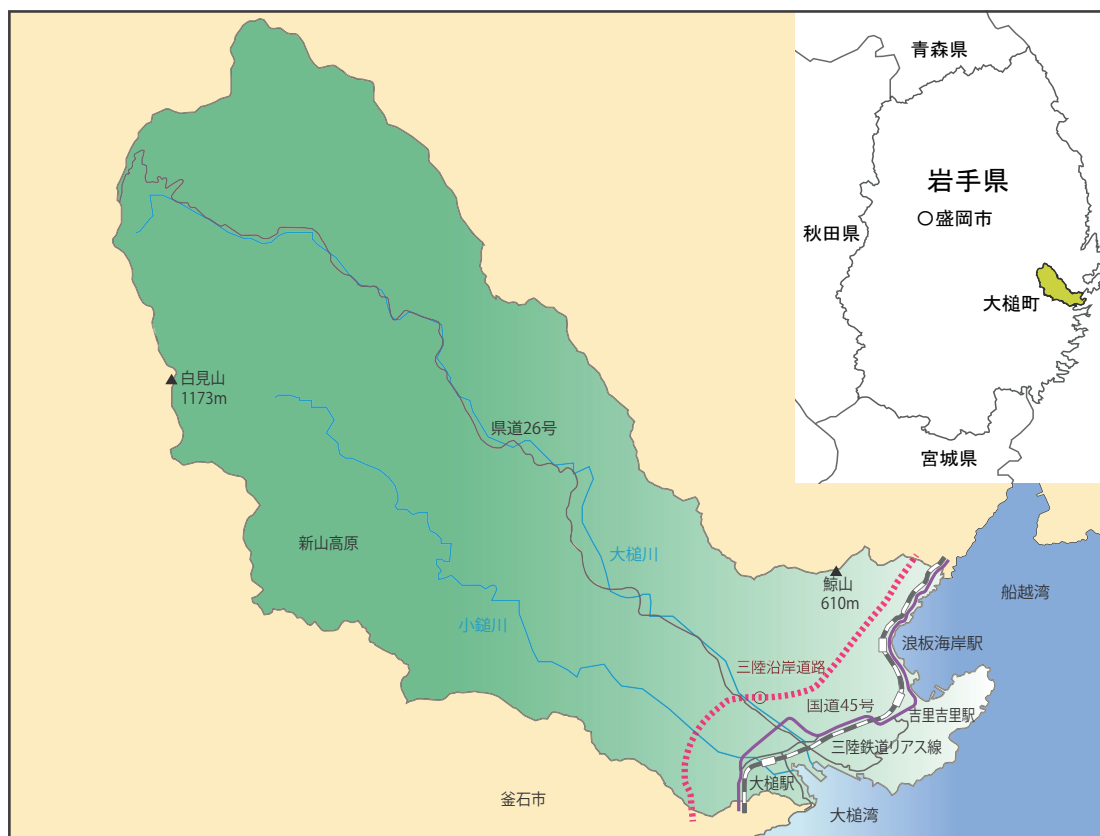 青森県
岩手県
盛岡市
秋田県
大槌町
宮城県
白見山
1173m
県道26号
新山高原
大槌川
鯨山
610m
船越湾
小鎚川
浪板海岸駅
三陸沿岸道路
国道45号
吉里吉里駅
三陸鉄道リアス線
大槌駅
釜石市
大槌湾